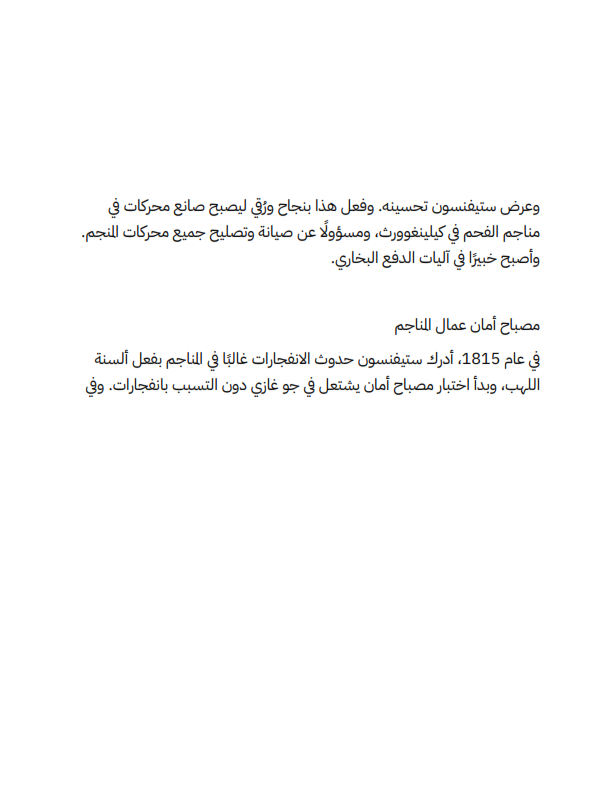 وعرض ستيفنسون تحسينه. وفعل هذا بنجاح ورُقي ليصبح صانع محركات في
مناجم الفحم في كيلينغوورث، ومسؤولًا عن صيانة وتصليح جميع محركات المنجم.
وأصبح خبيرًا في آليات الدفع البخاري.
مصباح أمان عمال المناجم
في عام 1815، أدرك ستيفنسون حدوث الانفجارات غالبًا في المناجم بفعل ألسنة
اللهب، وبدأ اختبار مصباح أمان يشتعل في جو غازي دون التسبب بانفجارات. وفي